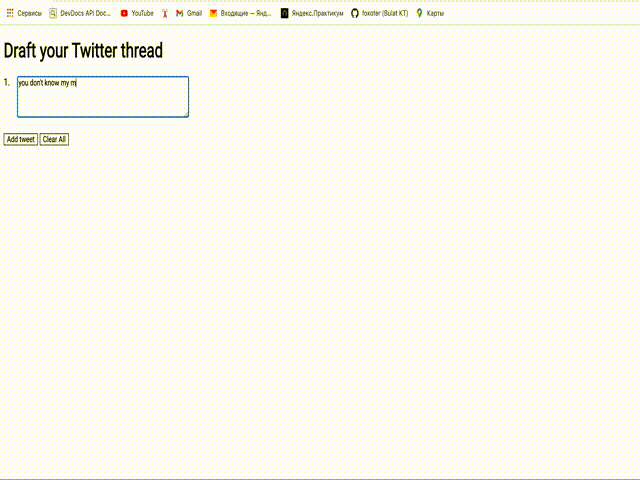 Сервисы DevDocs API Doc... YouTube Gmail Входящие — Янд... Яндекс.Практикум foxoter (Bulat KT) Карты
Draft your Twitter thread
1. you don't know my m
Add tweet Clear All